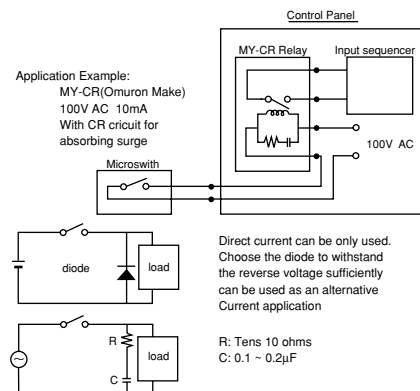 Control Panel
MY-CR Relay
Input sequencer
Application Example:
MY-CR(Omuron Make)
100V AC 10mA
With CR cricuit for
absorbing surge
100V AC
Microswith
diode
load
Direct current can be only used.
Choose the diode to withstand
the reverse voltage sufficiently
can be used as an alternative
Current application
R
load
C
R: Tens 10 ohms
C: 0.1 ~ 0.2µF